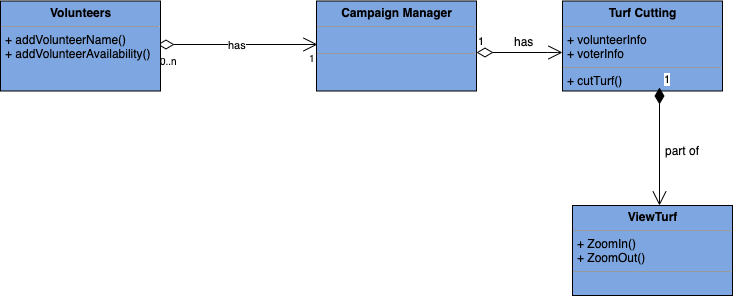 Volunteers
+ addVolunteerName()
+ addVolunteerAvailability()
0..n
has
1
Campaign Manager
1
has
Turf Cutting
+ volunteerInfo
+ voterInfo
+ cutTurf()
1
part of
ViewTurf
+ ZoomIn()
+ ZoomOut()